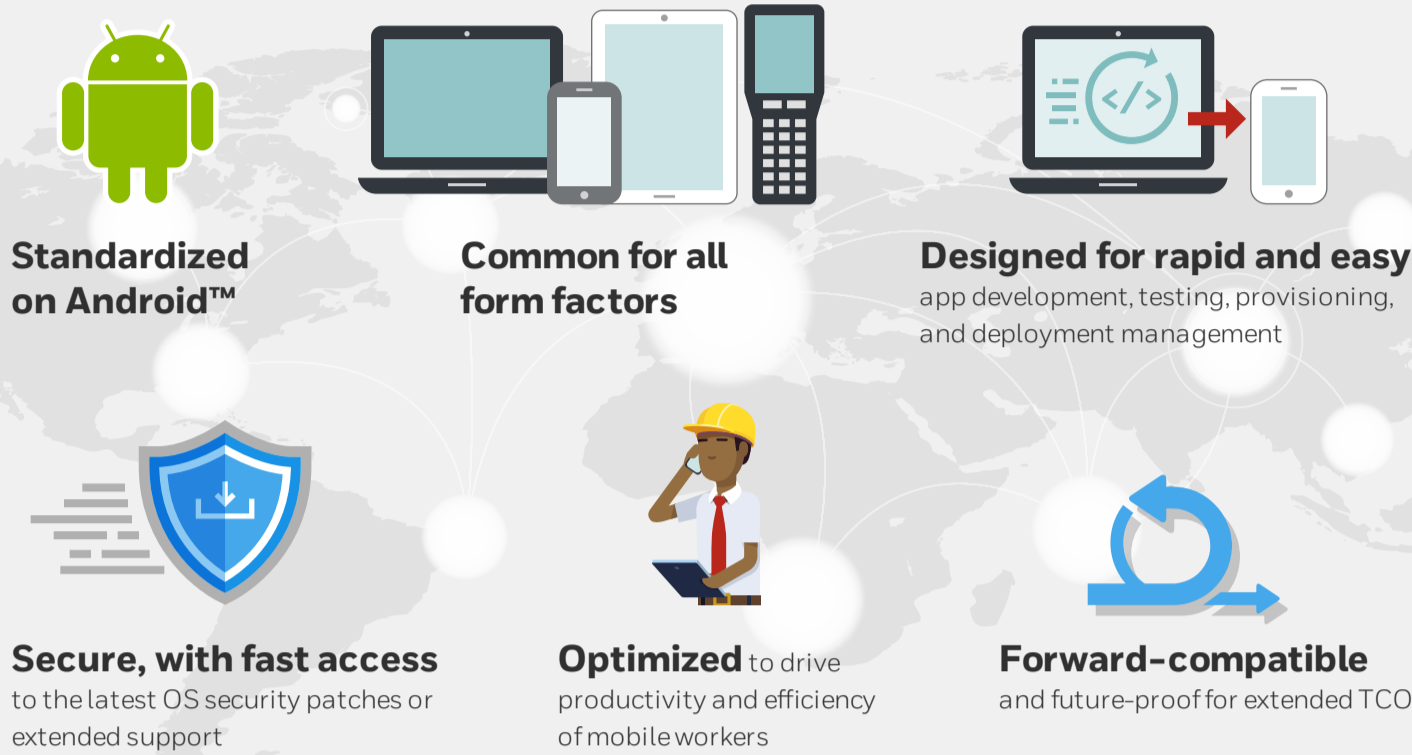 Standardized
on Android™
Common for all
form factors
Designed for rapid and easy
app development, testing, provisioning,
and deployment management
Secure, with fast access
to the latest OS security patches or
extended support
Optimized to drive
productivity and efficiency
of mobile workers
Forward-compatible
and future-proof for extended TCO